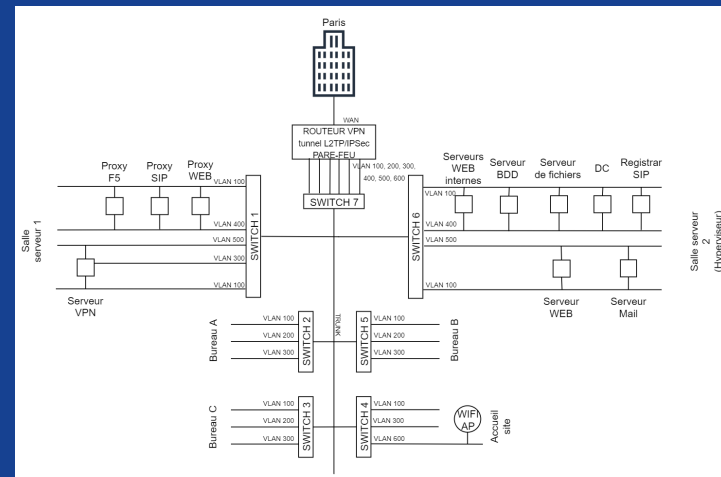 Paris
WAN
ROUTEUR VPN
tunnel L2TP/IPSec
PARE-FEU
VLAN 100, 200, 300,
400, 500, 600
SWITCH 7
Salle
serveur 1
Proxy
F5
Proxy
SIP
Proxy
WEB
VLAN 100
VLAN 400
VLAN 500
VLAN 300
VLAN 100
SWITCH 1
Serveur
VPN
Serveurs
WEB
internes
Serveur
BDD
Serveur
de fichiers
DC
Registrar
SIP
VLAN 100
VLAN 400
VLAN 500
VLAN 100
SWITCH 6
Serveur
WEB
Serveur
Mail
Salle serveur
2
(Hyperviseur)
TRUNK
Bureau A
VLAN 100
VLAN 200
VLAN 300
SWITCH 2
SWITCH 5
VLAN 100
VLAN 200
VLAN 300
Bureau B
Bureau C
VLAN 100
VLAN 200
VLAN 300
SWITCH 3
SWITCH 4
VLAN 100
VLAN 300
VLAN 600
WIFI
AP
Accueil
site